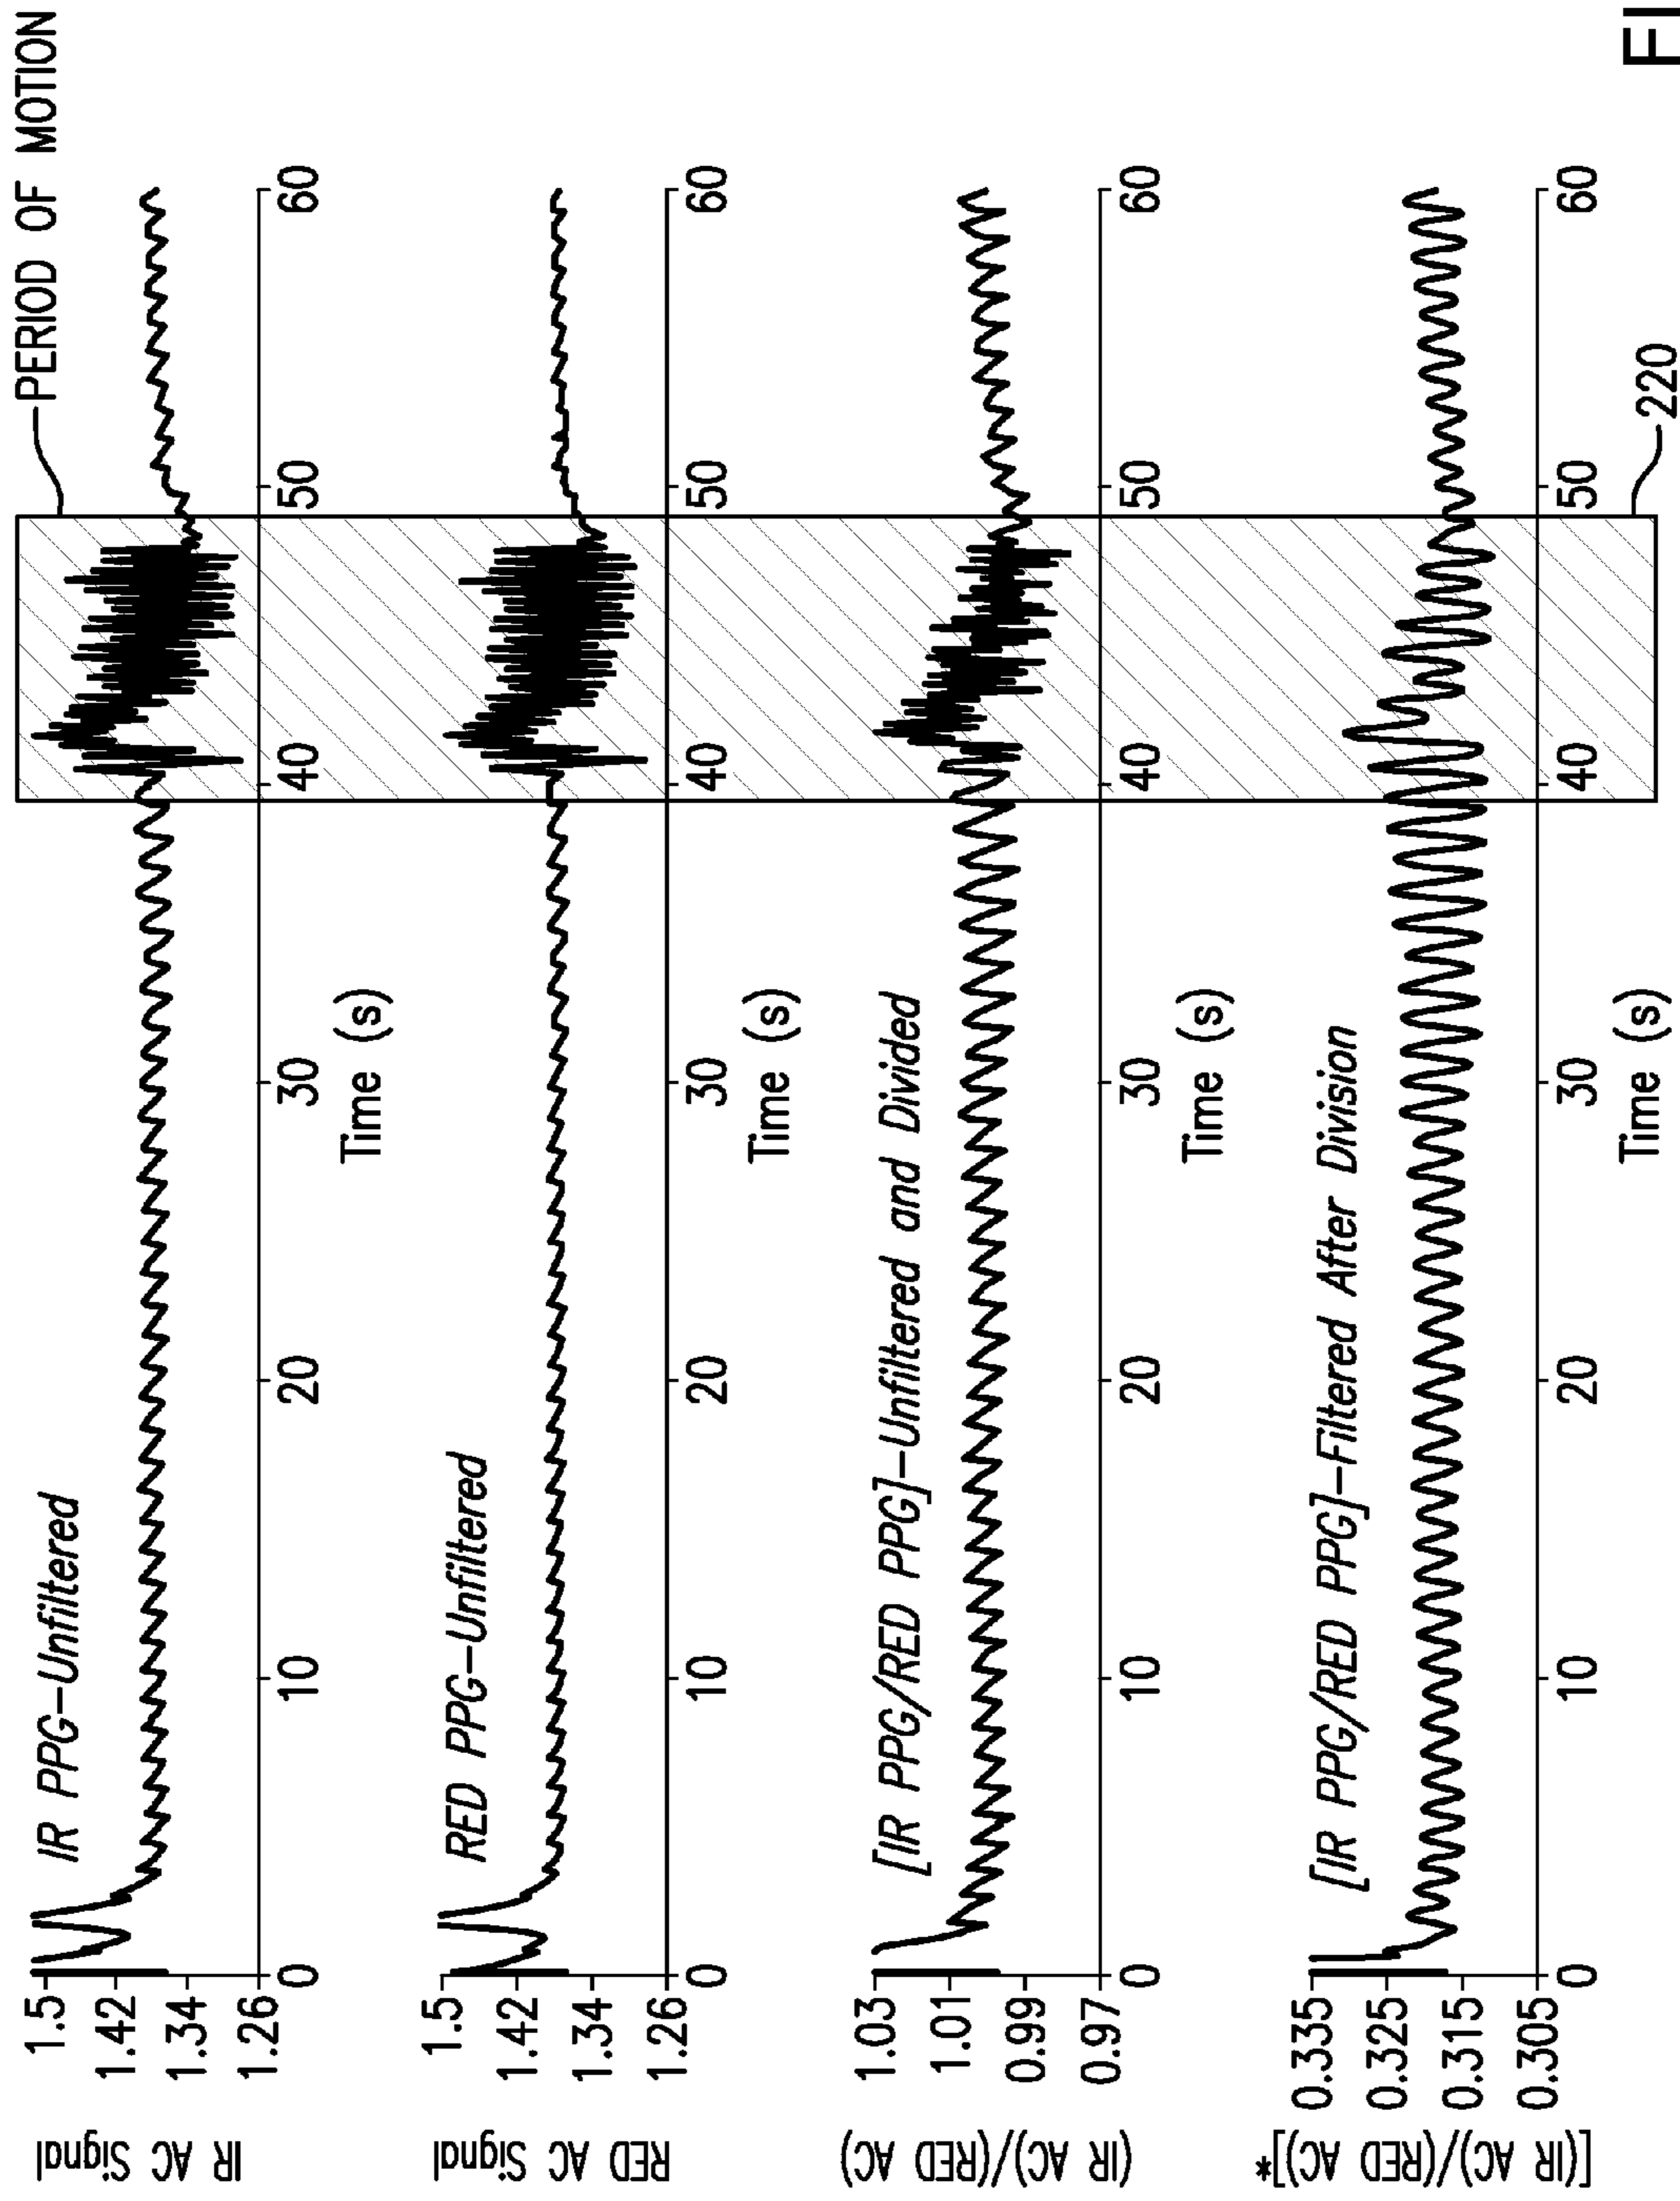 PERIOD OF MOTION
IR PPG–Unfiltered
IR AC Signal
1.5
1.42
1.34
1.26
0 10 20 30 40 50 60
Time (s)
RED PPG–Unfiltered
RED AC Signal
1.5
1.42
1.34
1.26
0 10 20 30 40 50 60
Time (s)
[IR PPG/RED PPG]–Unfiltered and Divided
(IR AC)/(RED AC)
1.03
1.01
0.99
0.97
0 10 20 30 40 50 60
Time (s)
[IR PPG/RED PPG]–Filtered After Division
[(IR AC)/(RED AC)]*
0.335
0.325
0.315
0.305
0 10 20 30 40 50 60
Time (s)
220